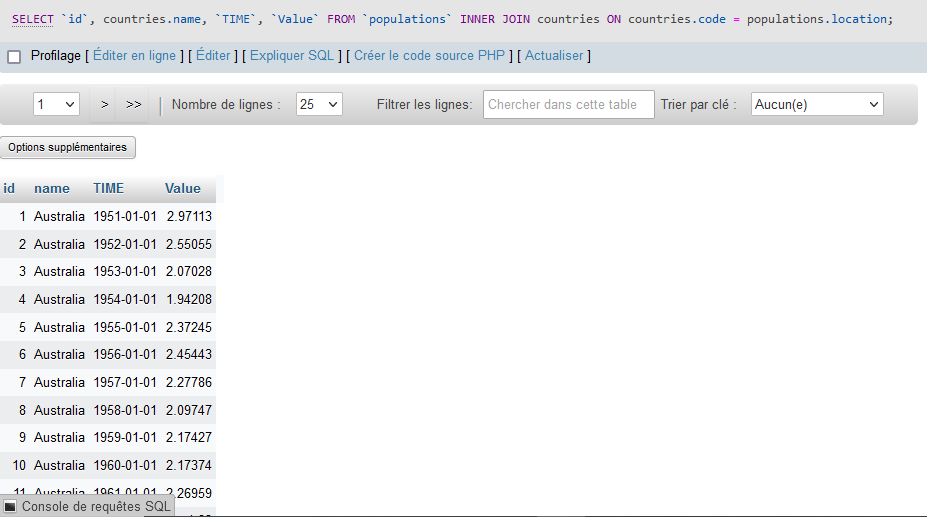 SELECT `id`, countries.name, `TIME`, `Value` FROM `populations` INNER JOIN countries ON countries.code = populations.location;
Profilage [ Éditer en ligne ] [ Éditer ] [ Expliquer SQL ] [ Créer le code source PHP ] [ Actualiser ]
1 > >> | Nombre de lignes : 25 Filtrer les lignes: Chercher dans cette table Trier par clé : Aucun(e)
Options supplémentaires
id name TIME Value
1 Australia 1951-01-01 2.97113
2 Australia 1952-01-01 2.55055
3 Australia 1953-01-01 2.07028
4 Australia 1954-01-01 1.94208
5 Australia 1955-01-01 2.37245
6 Australia 1956-01-01 2.45443
7 Australia 1957-01-01 2.27786
8 Australia 1958-01-01 2.09747
9 Australia 1959-01-01 2.17427
10 Australia 1960-01-01 2.17374
11 Australia 1961-01-01 2.26959
Console de requêtes SQL